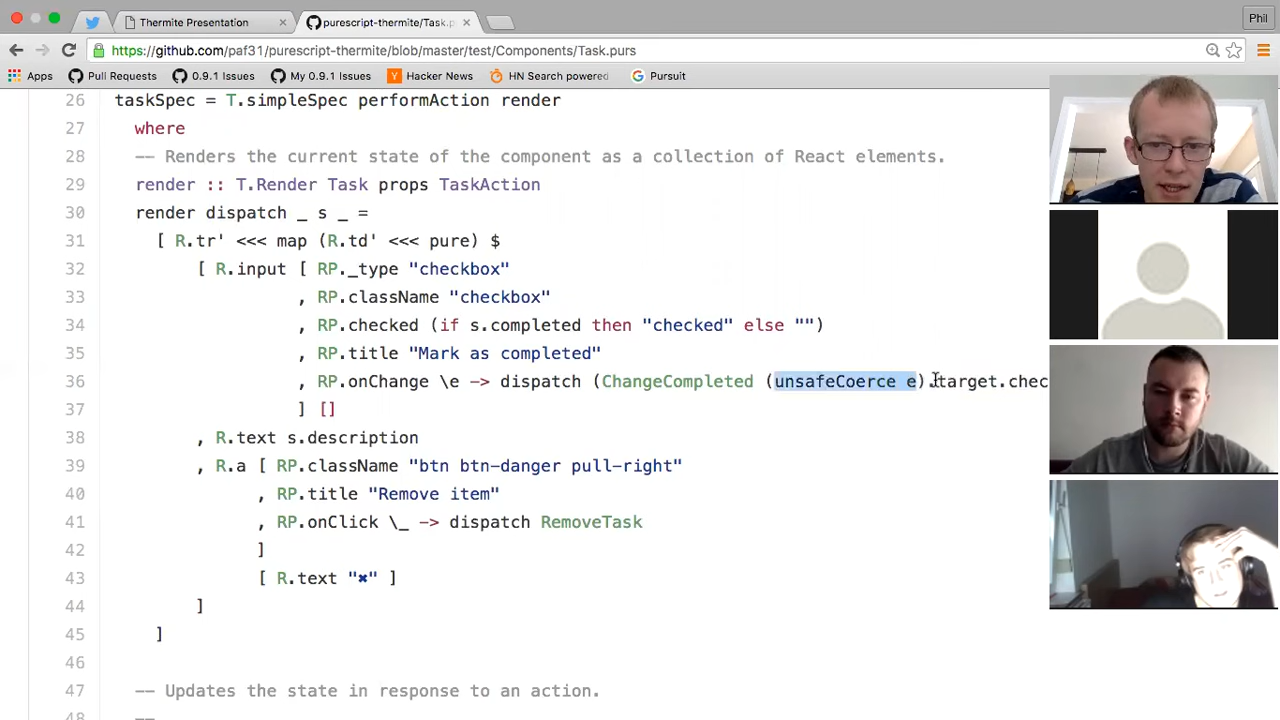 Thermite Presentation
purescript-thermite/Task.p
Phil
https://github.com/paf31/purescript-thermite/blob/master/test/Components/Task.purs
Apps Pull Requests 0.9.1 Issues My 0.9.1 Issues Hacker News HN Search powered Pursuit
26 taskSpec = T.simpleSpec performAction render
27 where
28 -- Renders the current state of the component as a collection of React elements.
29 render :: T.Render Task props TaskAction
30 render dispatch _ s _ =
31 [ R.tr' <<< map (R.td' <<< pure) $
32 [ R.input [ RP._type "checkbox"
33 , RP.className "checkbox"
34 , RP.checked (if s.completed then "checked" else "")
35 , RP.title "Mark as completed"
36 , RP.onChange \e -> dispatch (ChangeCompleted (unsafeCoerce e).target.chec
37 ] []
38 , R.text s.description
39 , R.a [ RP.className "btn btn-danger pull-right"
40 , RP.title "Remove item"
41 , RP.onClick \_ -> dispatch RemoveTask
42 ]
43 [ R.text "✖" ]
44 ]
45 ]
46
47 -- Updates the state in response to an action.
48 --